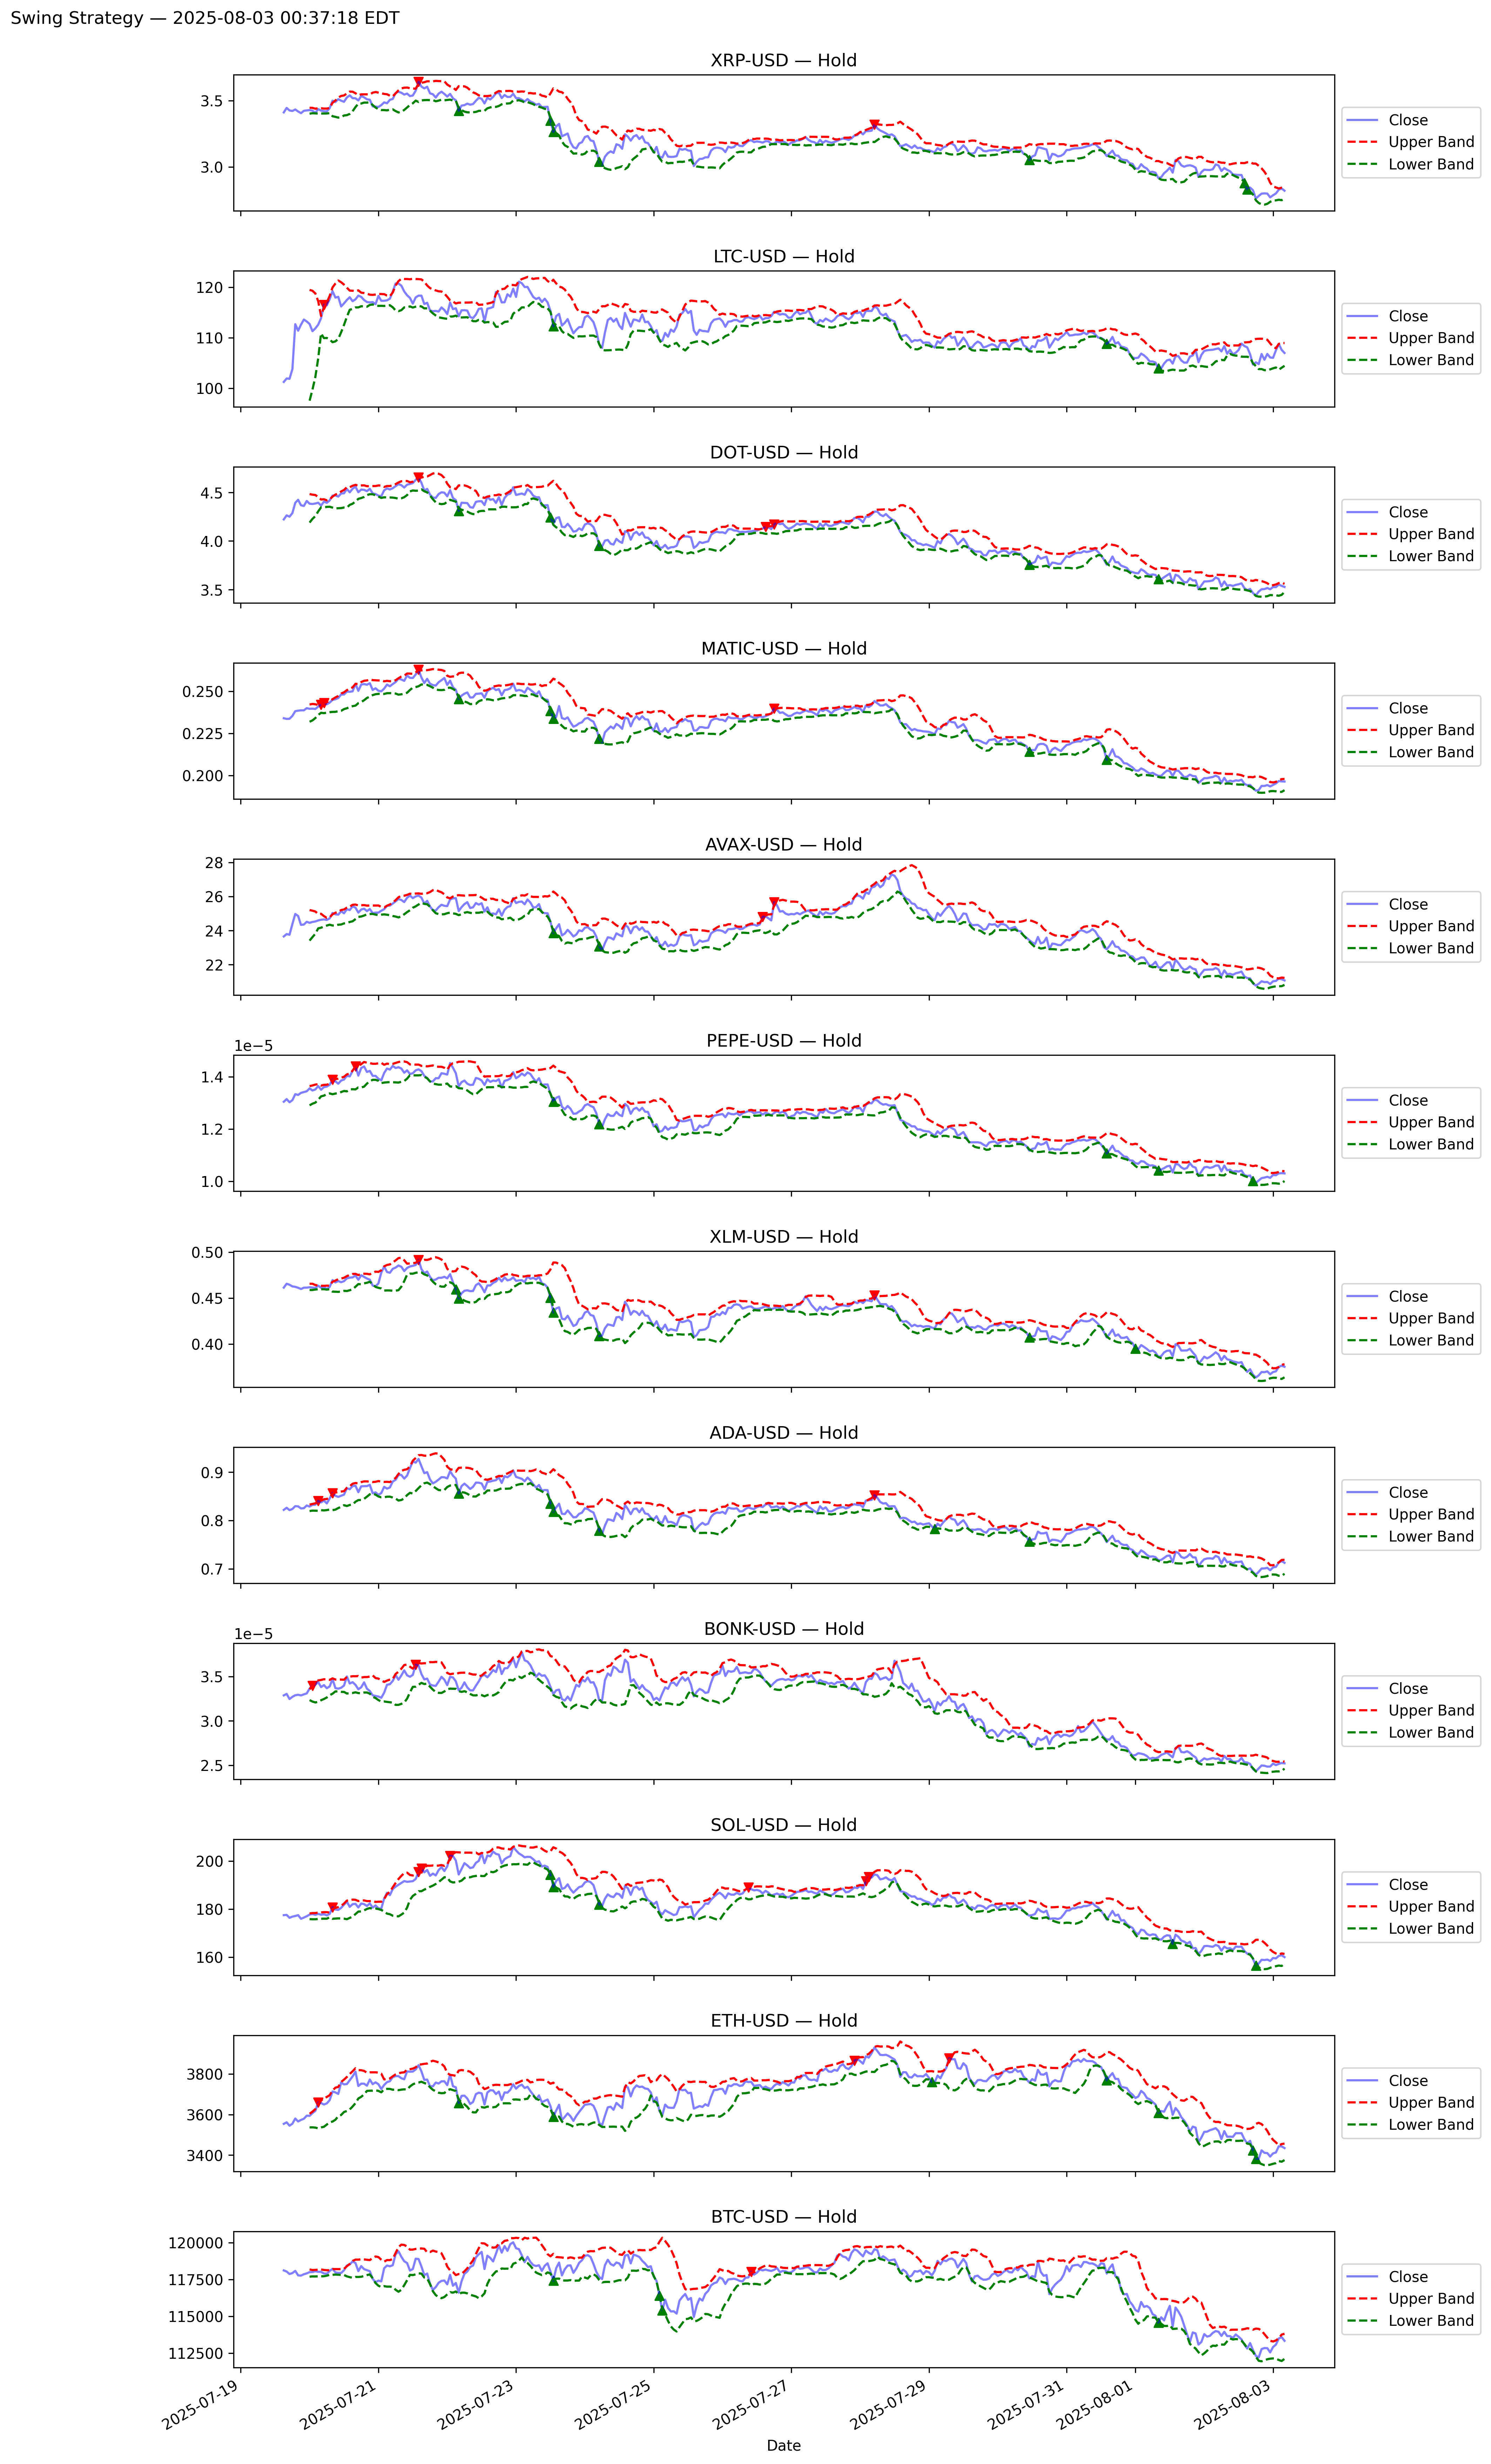 Swing Strategy — 2025-08-03 00:37:18 EDT
XRP-USD — Hold
3.5
3.0
Close
Upper Band
Lower Band
LTC-USD — Hold
120
110
100
Close
Upper Band
Lower Band
DOT-USD — Hold
4.5
4.0
3.5
Close
Upper Band
Lower Band
MATIC-USD — Hold
0.250
0.225
0.200
Close
Upper Band
Lower Band
AVAX-USD — Hold
28
26
24
22
Close
Upper Band
Lower Band
PEPE-USD — Hold
1e−5
1.4
1.2
1.0
Close
Upper Band
Lower Band
XLM-USD — Hold
0.50
0.45
0.40
Close
Upper Band
Lower Band
ADA-USD — Hold
0.9
0.8
0.7
Close
Upper Band
Lower Band
BONK-USD — Hold
1e−5
3.5
3.0
2.5
Close
Upper Band
Lower Band
SOL-USD — Hold
200
180
160
Close
Upper Band
Lower Band
ETH-USD — Hold
3800
3600
3400
Close
Upper Band
Lower Band
BTC-USD — Hold
120000
117500
115000
112500
Close
Upper Band
Lower Band
2025-07-19
2025-07-21
2025-07-23
2025-07-25
2025-07-27
2025-07-29
2025-07-31
2025-08-01
2025-08-03
Date